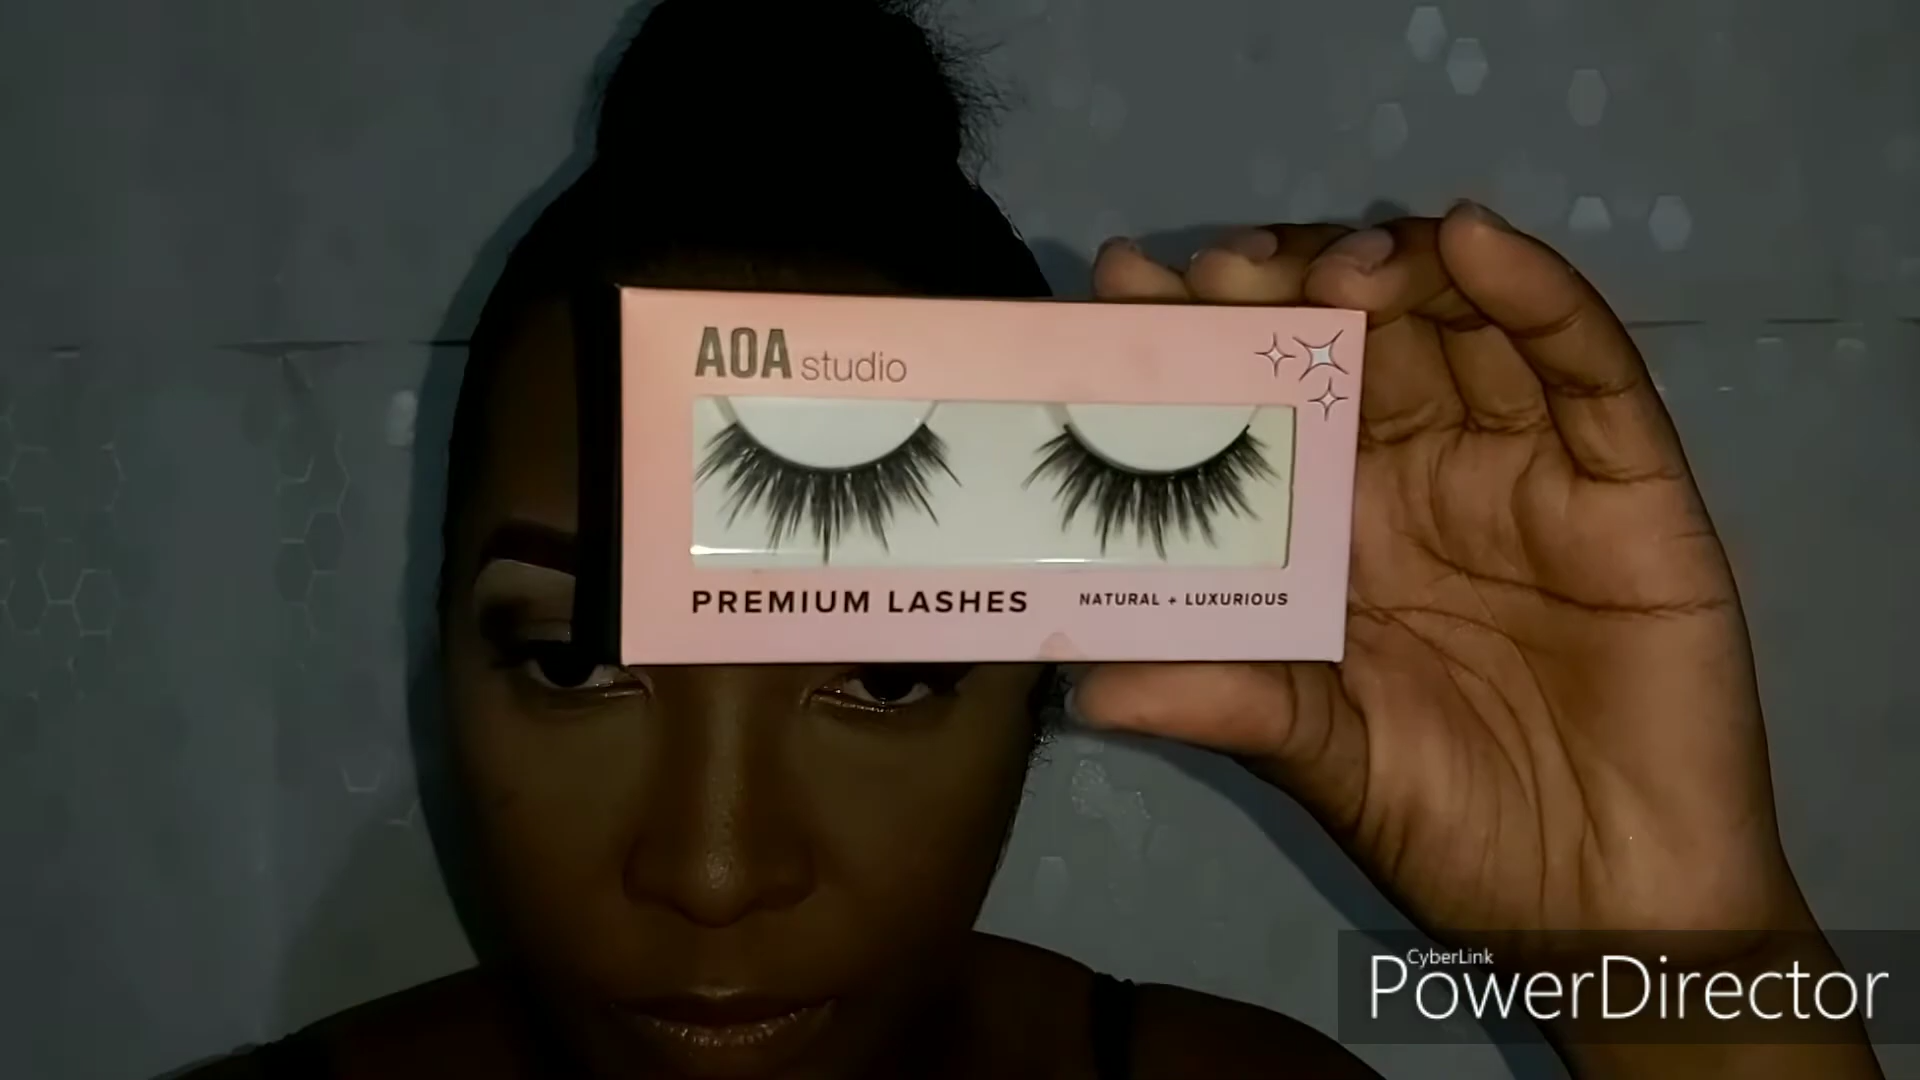 AOA studio
PREMIUM LASHES
NATURAL + LUXURIOUS
CyberLink
PowerDirector